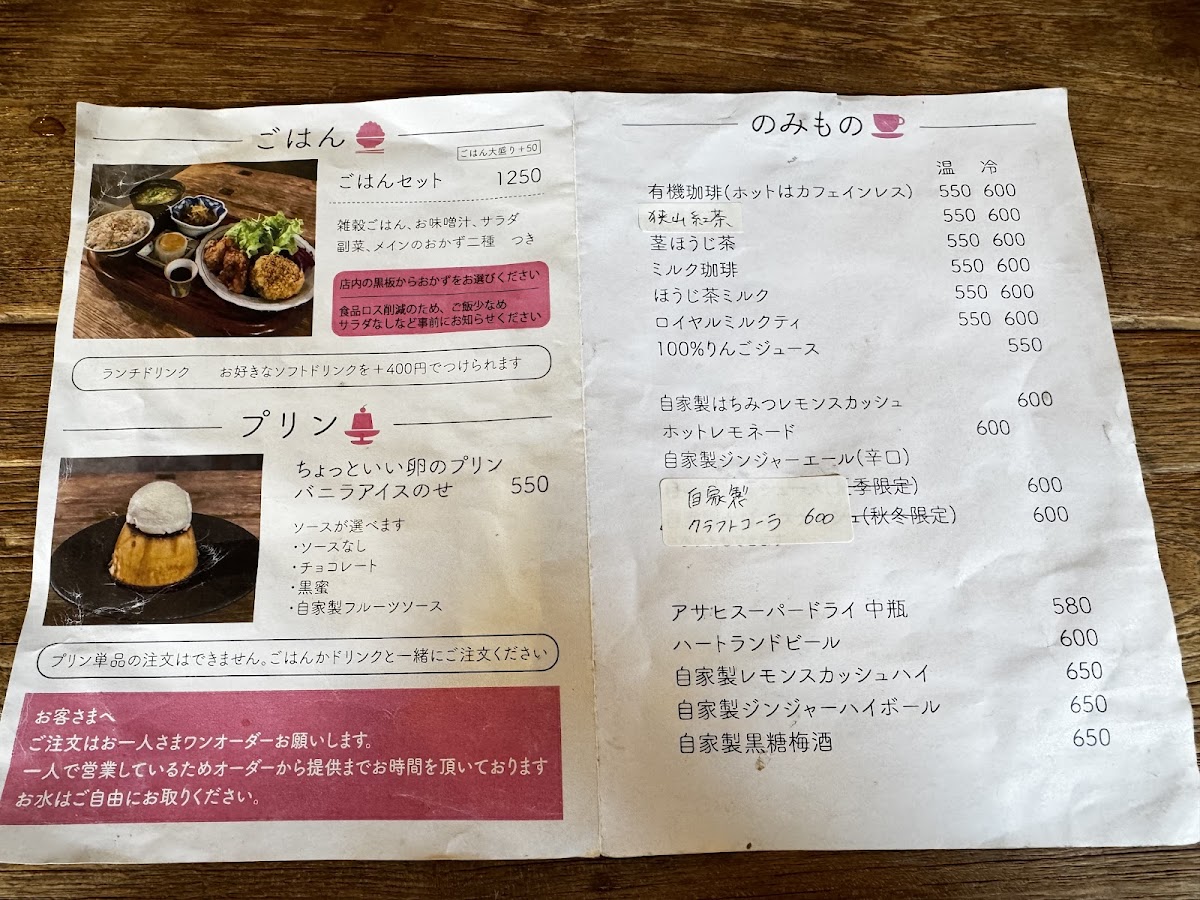 ごはん
ごはん大盛り+50
ごはんセット 1250
雑穀ごはん、お味噌汁、サラダ
副菜、メインのおかず二種 つき
店内の黒板からおかずをお選びください
食品ロス削減のため、ご飯少なめ
サラダなしなど事前にお知らせください
ランチドリンク お好きなソフトドリンクを+400円でつけられます
プリン
ちょっといい卵のプリン
バニラアイスのせ 550
ソースが選べます
・ソースなし
・チョコレート
・黒蜜
・自家製フルーツソース
プリン単品の注文はできません。ごはんかドリンクと一緒にご注文ください
お客さまへ
ご注文はお一人さまワンオーダーお願いします。
一人で営業しているためオーダーから提供までお時間を頂いております
お水はご自由にお取りください。
のみもの
温 冷
有機珈琲(ホットはカフェインレス) 550 600
狭山紅茶 550 600
茎ほうじ茶 550 600
ミルク珈琲 550 600
ほうじ茶ミルク 550 600
ロイヤルミルクティ 550 600
100%りんごジュース 550
自家製はちみつレモンスカッシュ 600
ホットレモネード 600
自家製ジンジャーエール(辛口)
季限定) 600
(秋冬限定) 600
自家製
クラフトコーラ 600
アサヒスーパードライ 中瓶 580
ハートランドビール 600
自家製レモンスカッシュハイ 650
自家製ジンジャーハイボール 650
自家製黒糖梅酒 650